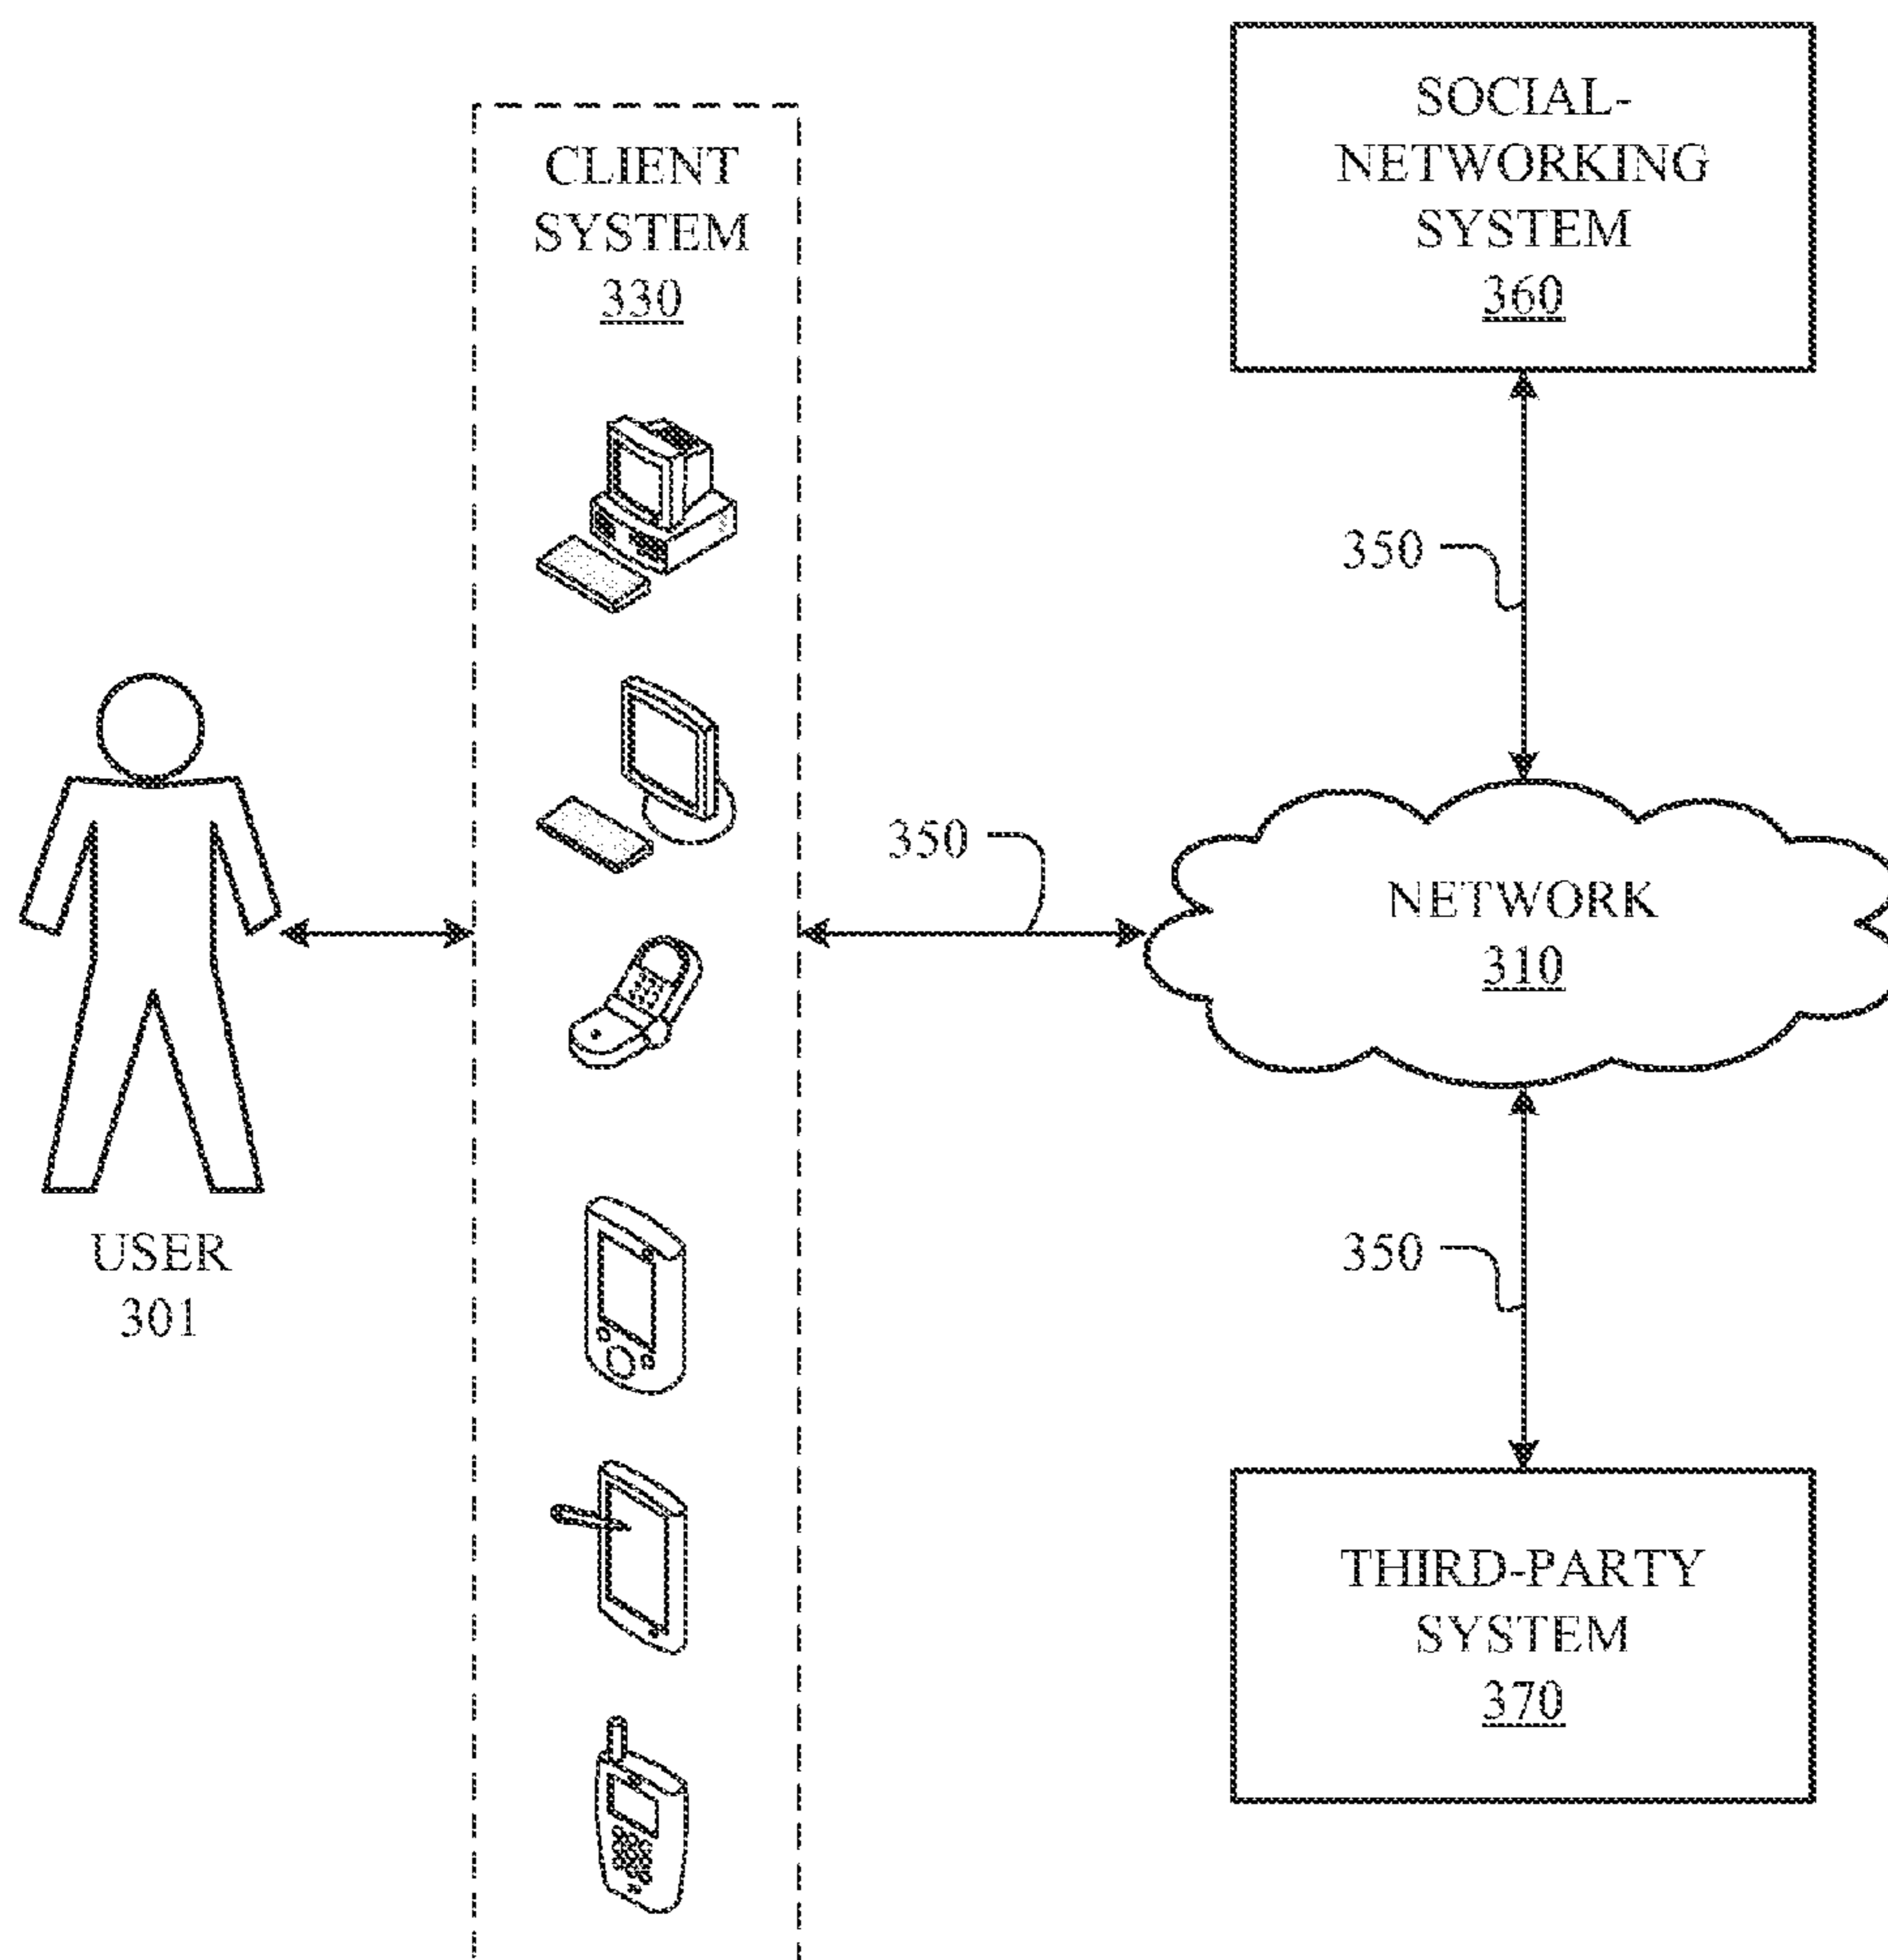 CLIENT
SYSTEM
330
SOCIAL-
NETWORKING
SYSTEM
360
350
350
NETWORK
310
USER
301
350
THIRD-PARTY
SYSTEM
370